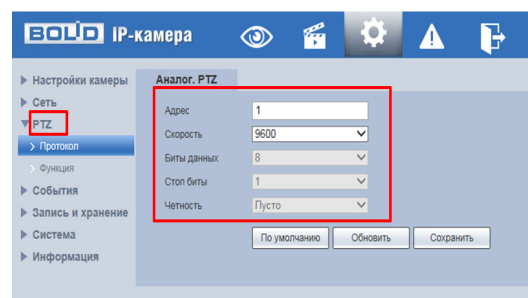 BOLID IP-камера
Настройки камеры
Сеть
PTZ
Протокол
Функция
События
Запись и хранение
Система
Информация
Аналог. PTZ
Адрес 1
Скорость 9600
Биты данных 8
Стоп биты 1
Четность Пусто
По умолчанию Обновить Сохранить